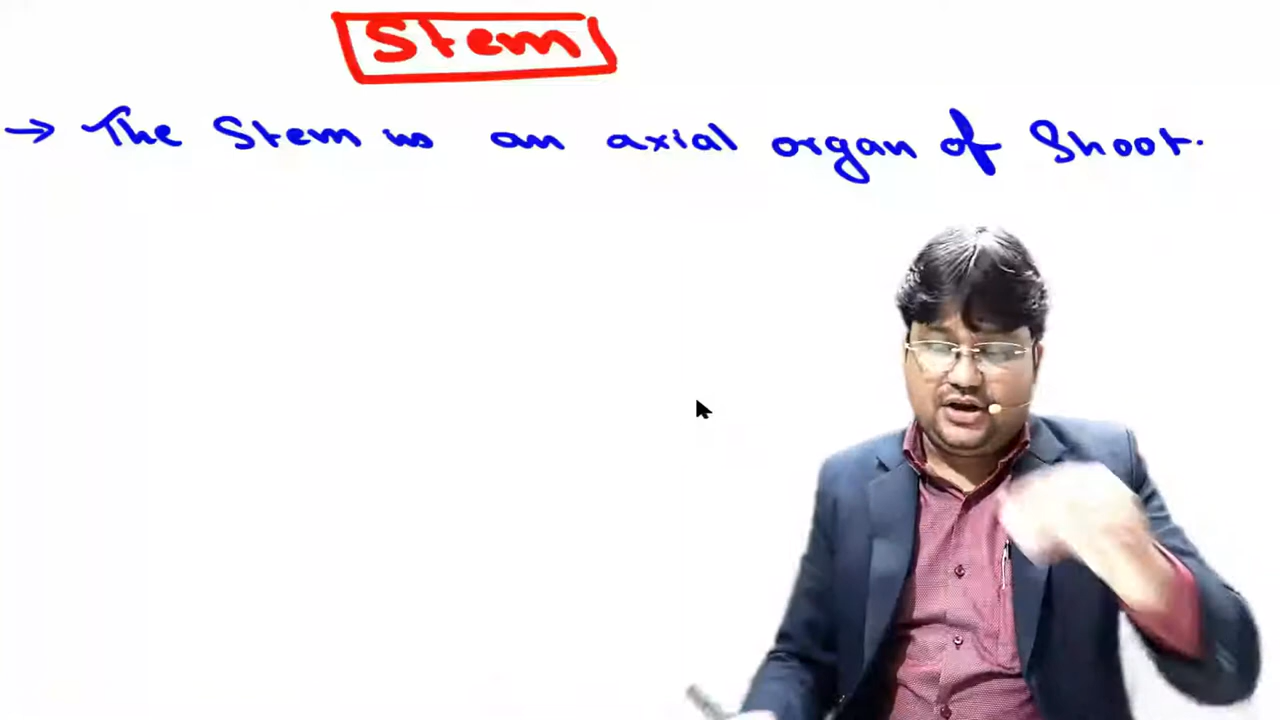 Stem
→ The Stem is an axial organ of Shoot.